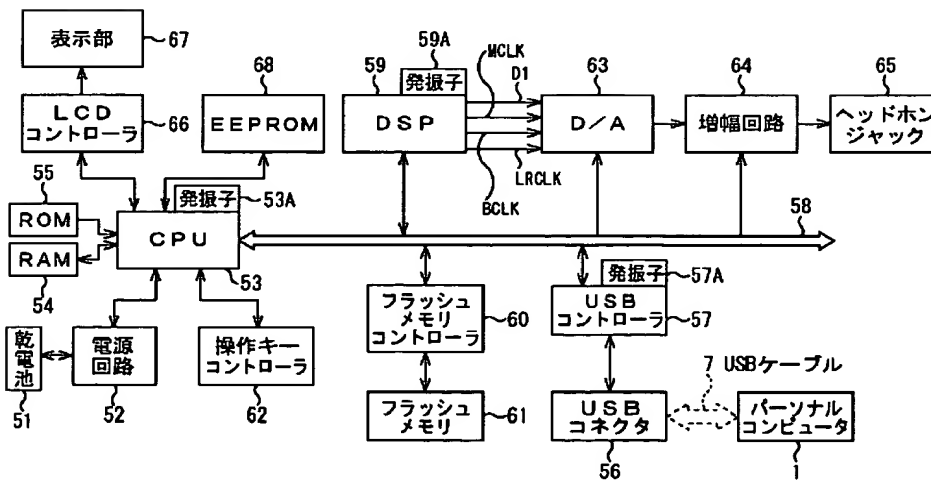 表示部
67
LCD
コントローラ
66
68
EEPROM
59
59A
発振子
DSP
MCLK
D1
BCLK
LRCLK
63
D/A
64
増幅回路
65
ヘッドホン
ジャック
55
ROM
RAM
54
発振子
53A
CPU
53
58
乾電池
51
電源
回路
52
操作キー
コントローラ
62
フラッシュ
メモリ
コントローラ
60
フラッシュ
メモリ
61
発振子
57A
USB
コントローラ
57
USB
コネクタ
56
7 USBケーブル
パーソナル
コンピュータ
1